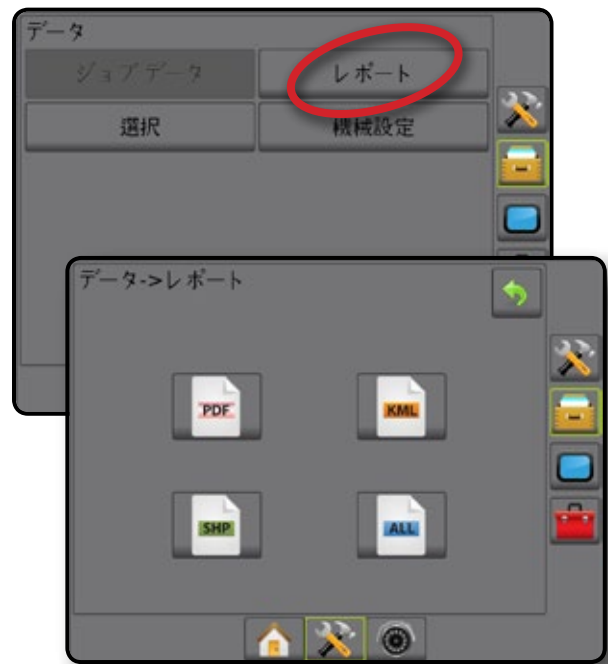 データ
ジョブ データ レポート
選択 機械設定
データ->レポート
PDF KML
SHP ALL